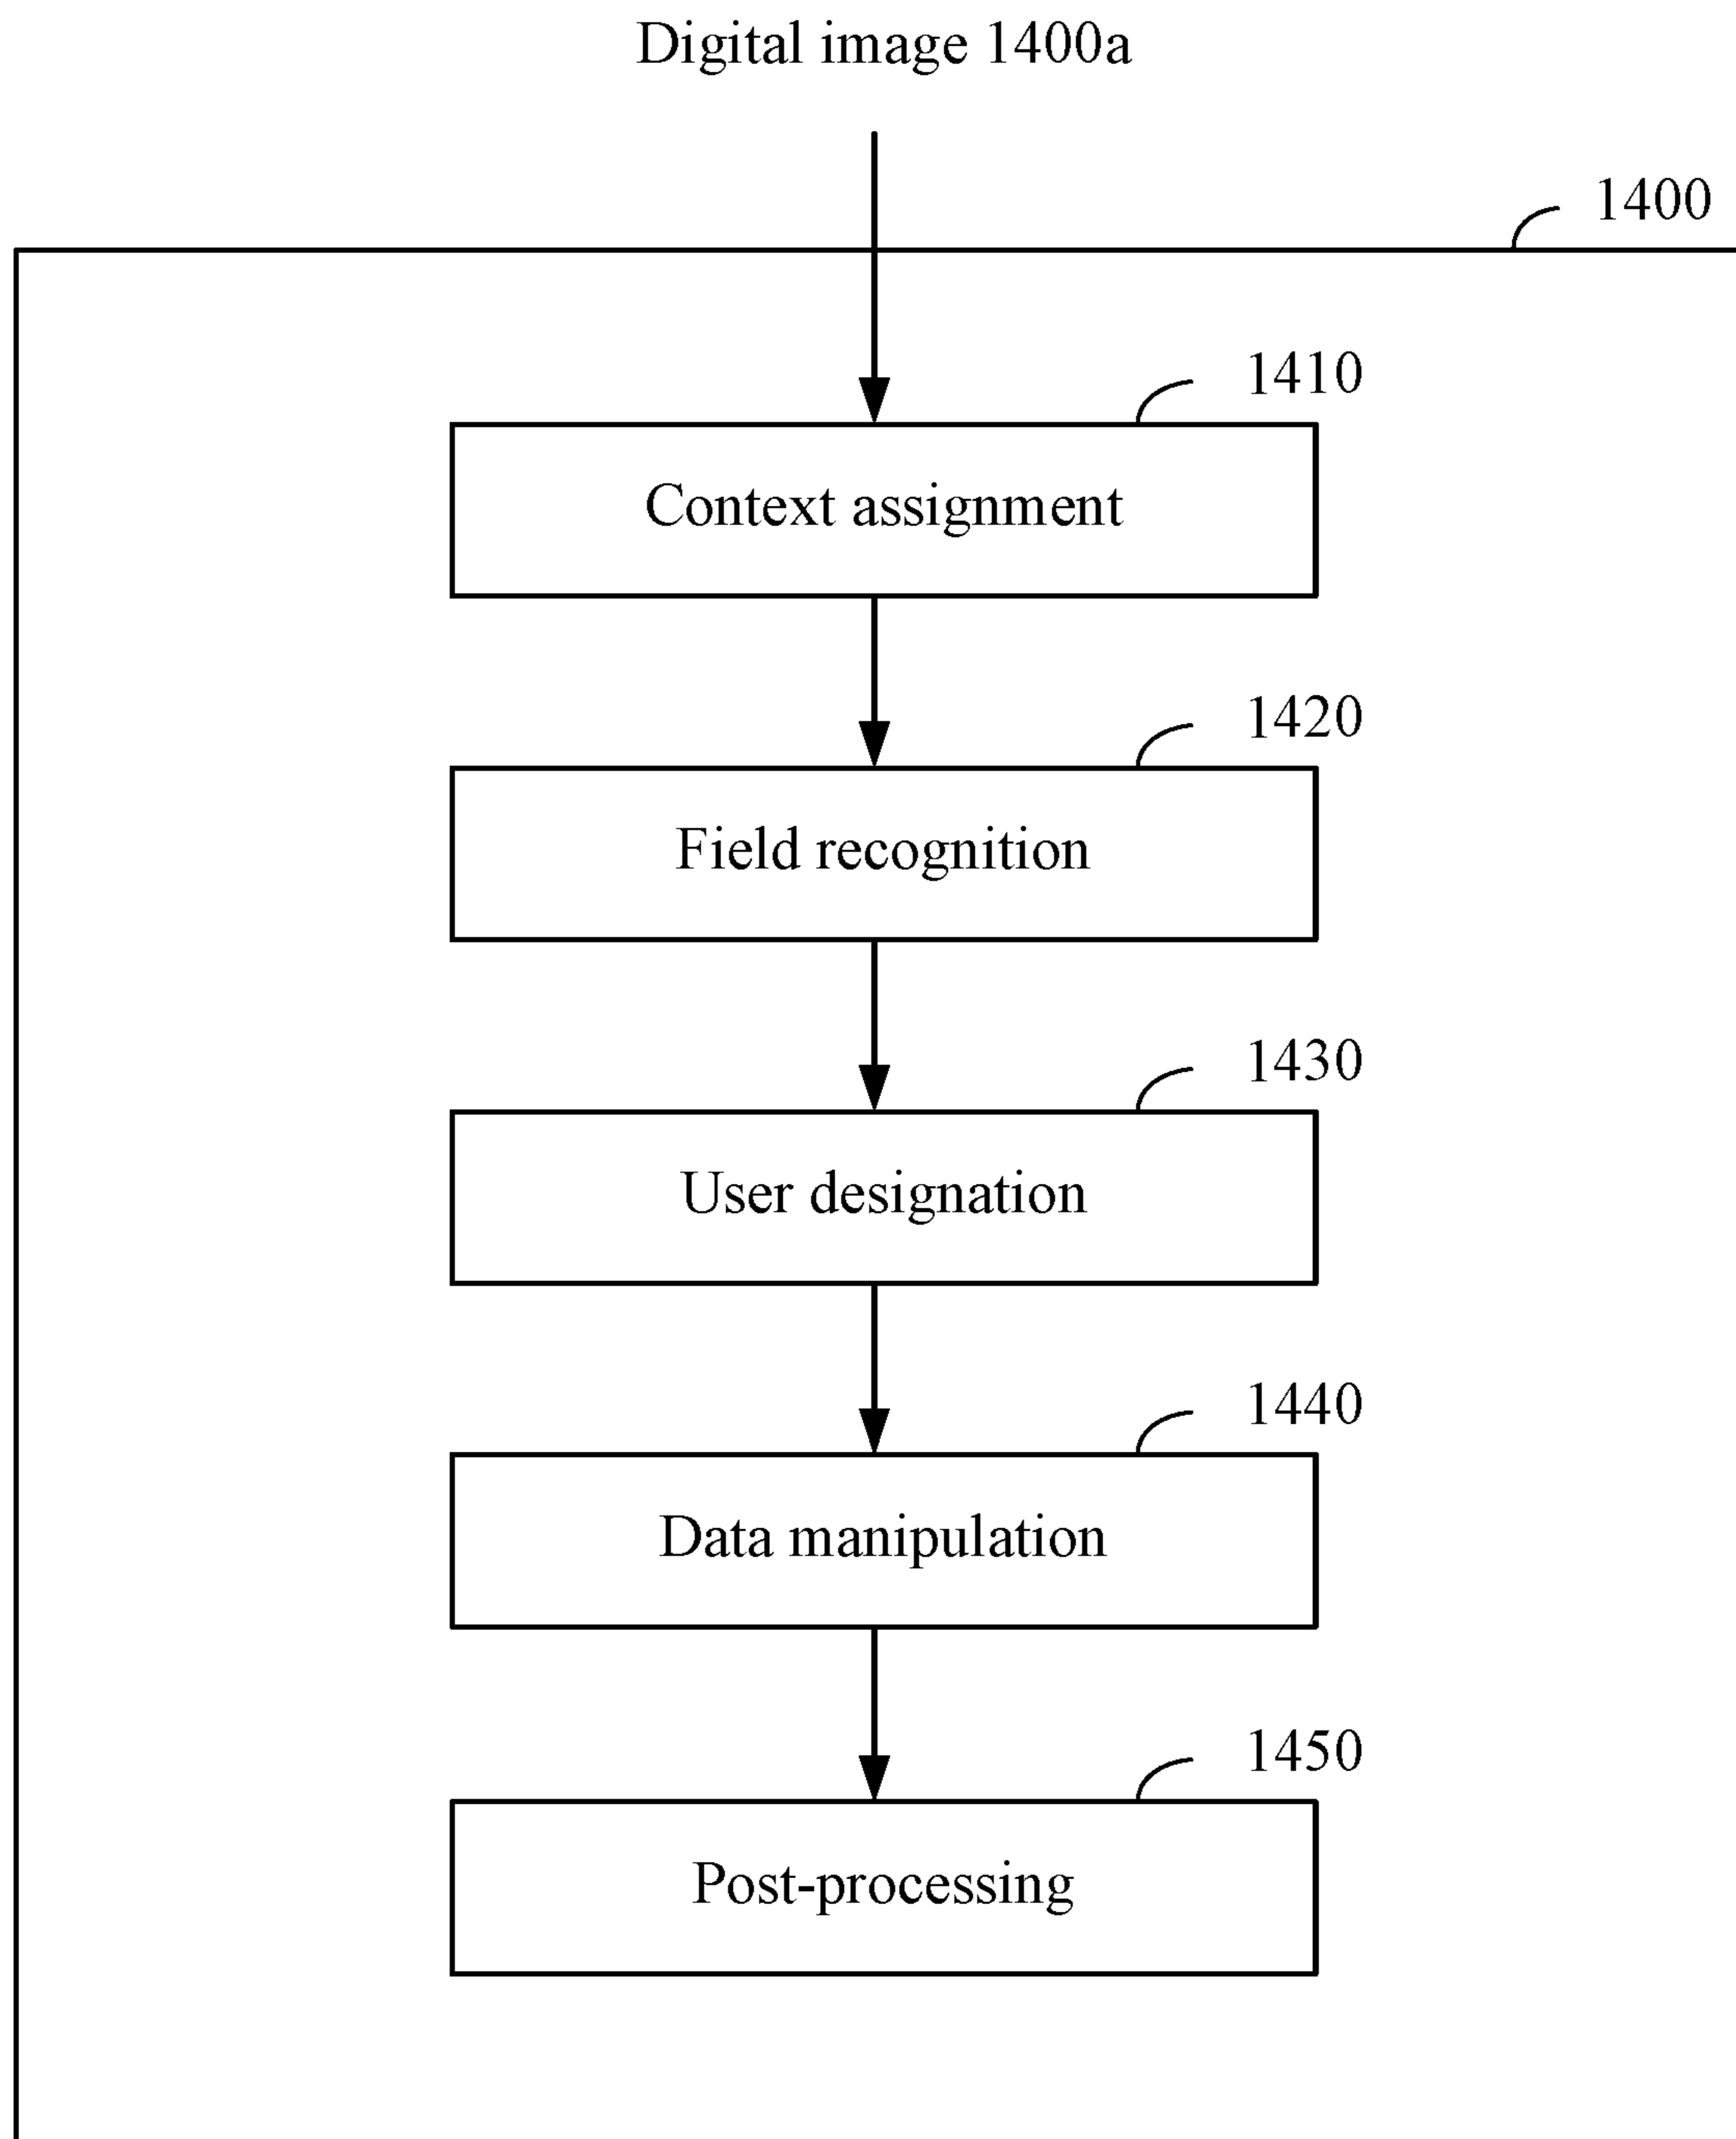 Digital image 1400a
1400
1410
Context assignment
1420
Field recognition
1430
User designation
1440
Data manipulation
1450
Post-processing